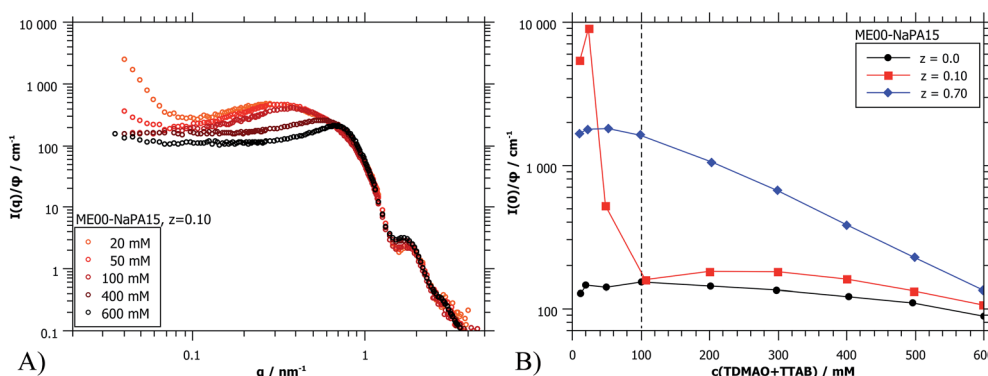 10 000
1 000
100
10
1
0.1
I(q)/φ / cm⁻¹
ME00-NaPA15, z=0.10
20 mM
50 mM
100 mM
400 mM
600 mM
0.1
1
q / nm⁻¹
A)
10 000
1 000
100
I(0)/φ / cm⁻¹
ME00-NaPA15
z = 0.0
z = 0.10
z = 0.70
0
100
200
300
400
500
600
c(TDMAO+TTAB) / mM
B)